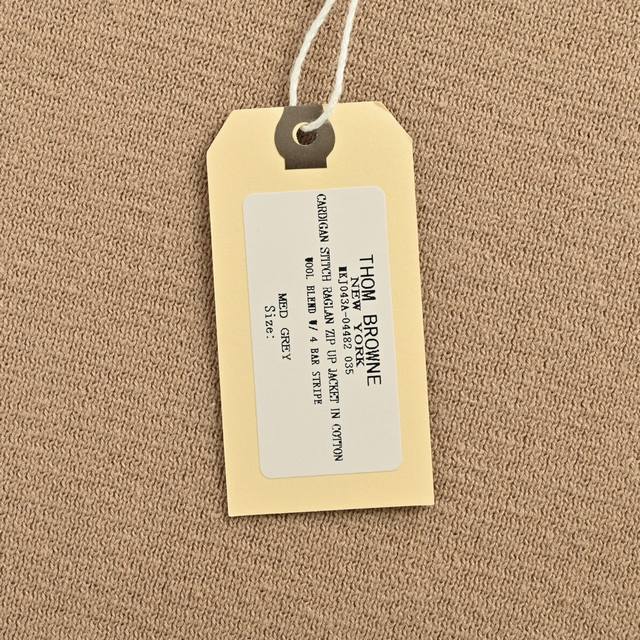 THOM BROWNE
NEW YORK
MKJ043A-04482 035
CARDIGAN STITCH RAGLAN ZIP UP JACKET IN COTTON
WOOL BLEND W/ 4 BAR STRIPE
MED GREY
Size: